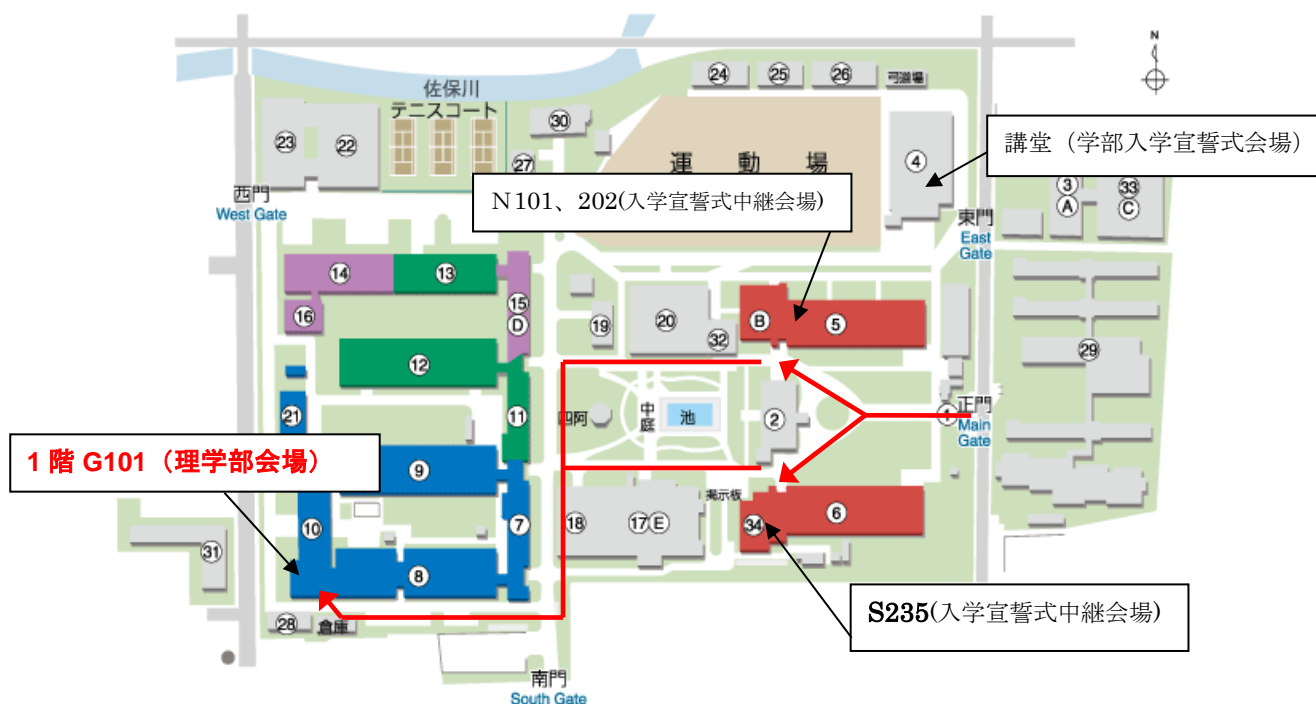 N
24
25
26
弓道場
佐保川
テニスコート
30
23
22
27
運動場
4
講堂（学部入学宣誓式会場）
3
A
33
C
西門
West Gate
N101、202(入学宣誓式中継会場)
東門
East
Gate
14
13
15
D
16
19
20
32
B
5
29
12
11
21
四阿
中庭
池
2
1
正門
Main
Gate
1 階 G101（理学部会場）
9
掲示板
10
7
18
17
E
34
6
31
8
S235(入学宣誓式中継会場)
28
倉庫
南門
South Gate